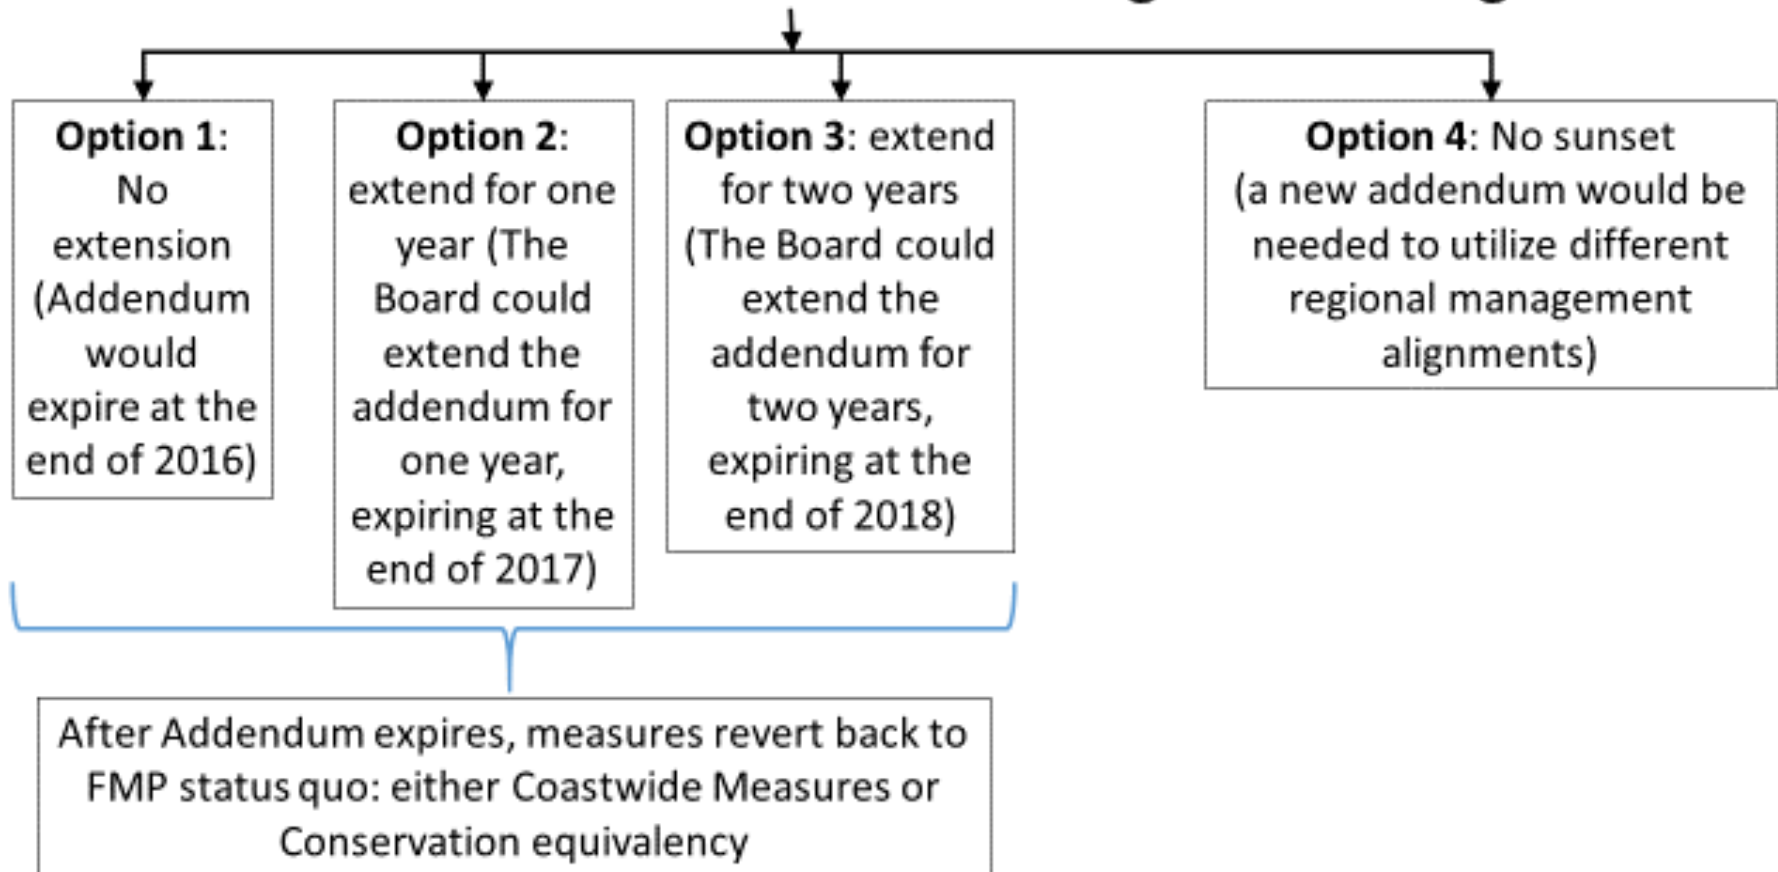 Option 1:
No
extension
(Addendum
would
expire at the
end of 2016)
Option 2:
extend for one
year (The
Board could
extend the
addendum for
one year,
expiring at the
end of 2017)
Option 3: extend
for two years
(The Board could
extend the
addendum for
two years,
expiring at the
end of 2018)
Option 4: No sunset
(a new addendum would be
needed to utilize different
regional management
alignments)
After Addendum expires, measures revert back to
FMP status quo: either Coastwide Measures or
Conservation equivalency